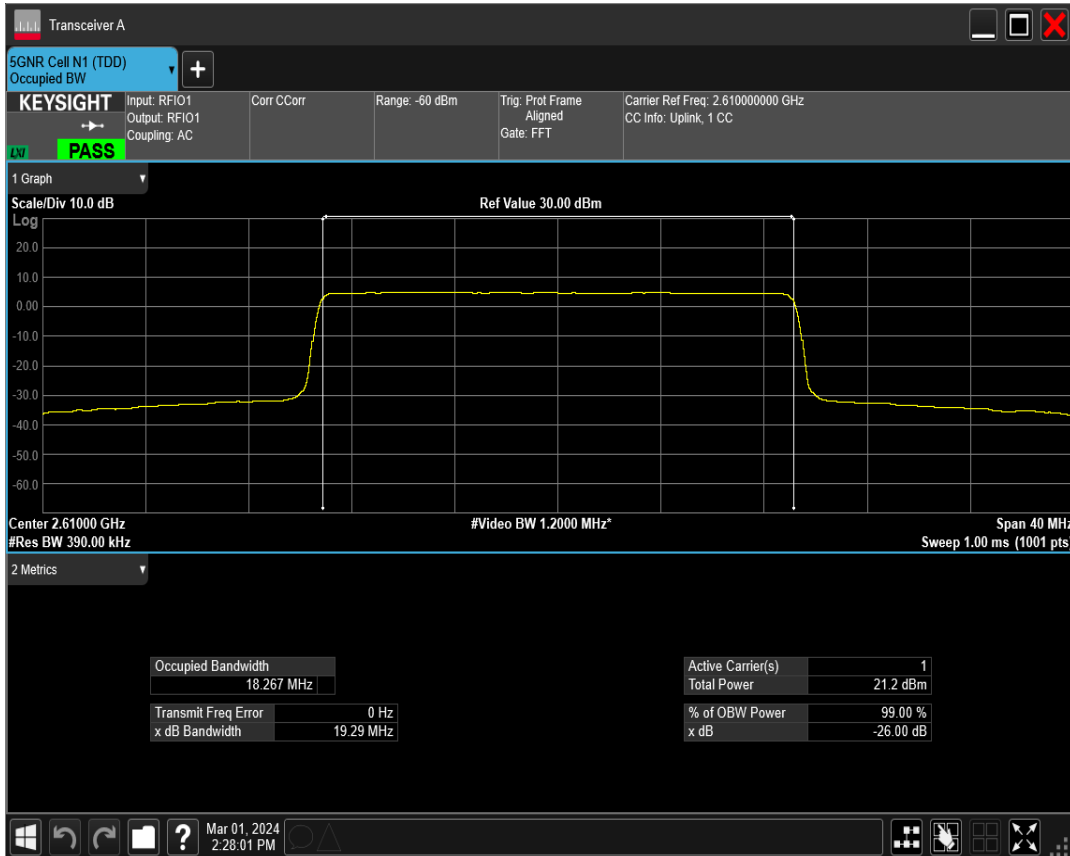 Transceiver A
5GNR Cell N1 (TDD)
Occupied BW
+
KEYSIGHT
LXI
PASS
Input: RFIO1
Output: RFIO1
Coupling: AC
Corr CCorr
Range: -60 dBm
Trig: Prot Frame
Aligned
Gate: FFT
Carrier Ref Freq: 2.610000000 GHz
CC Info: Uplink, 1 CC
1 Graph
Scale/Div 10.0 dB
Ref Value 30.00 dBm
Log
20.0
10.0
0.00
-10.0
-20.0
-30.0
-40.0
-50.0
-60.0
Center 2.61000 GHz
#Video BW 1.2000 MHz*
Span 40 MHz
#Res BW 390.00 kHz
Sweep 1.00 ms (1001 pts)
2 Metrics
Occupied Bandwidth
18.267 MHz
Transmit Freq Error 0 Hz
x dB Bandwidth 19.29 MHz
Active Carrier(s) 1
Total Power 21.2 dBm
% of OBW Power 99.00 %
x dB -26.00 dB
?
Mar 01, 2024
2:28:01 PM